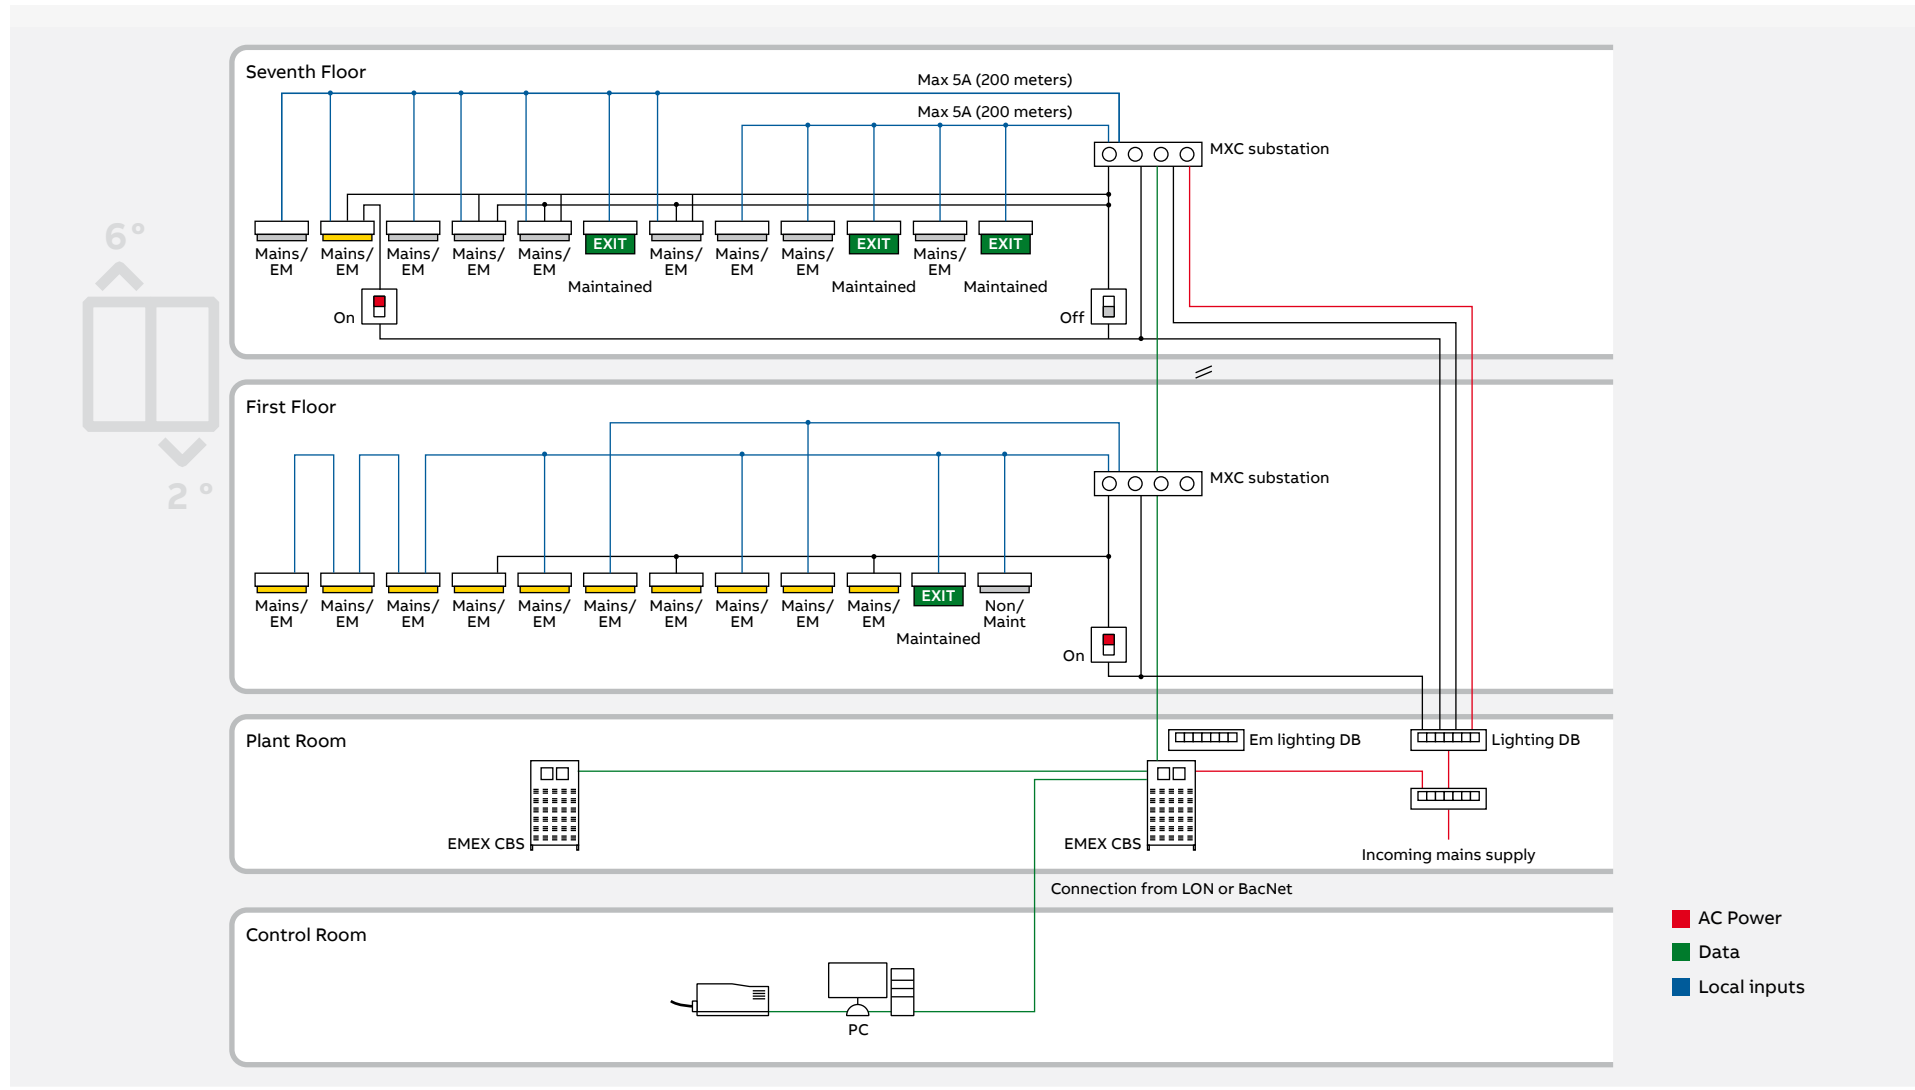 Seventh Floor
Max 5A (200 meters)
Max 5A (200 meters)
MXC substation
6°
Mains/
EM
Mains/
EM
Mains/
EM
Mains/
EM
Mains/
EM
EXIT
Maintained
Mains/
EM
Mains/
EM
Mains/
EM
EXIT
Maintained
Mains/
EM
EXIT
Maintained
On
Off
First Floor
MXC substation
2 °
Mains/
EM
Mains/
EM
Mains/
EM
Mains/
EM
Mains/
EM
Mains/
EM
Mains/
EM
Mains/
EM
Mains/
EM
Mains/
EM
EXIT
Maintained
Non/
Maint
On
Plant Room
Em lighting DB
Lighting DB
EMEX CBS
EMEX CBS
Incoming mains supply
Connection from LON or BacNet
Control Room
PC
AC Power
Data
Local inputs